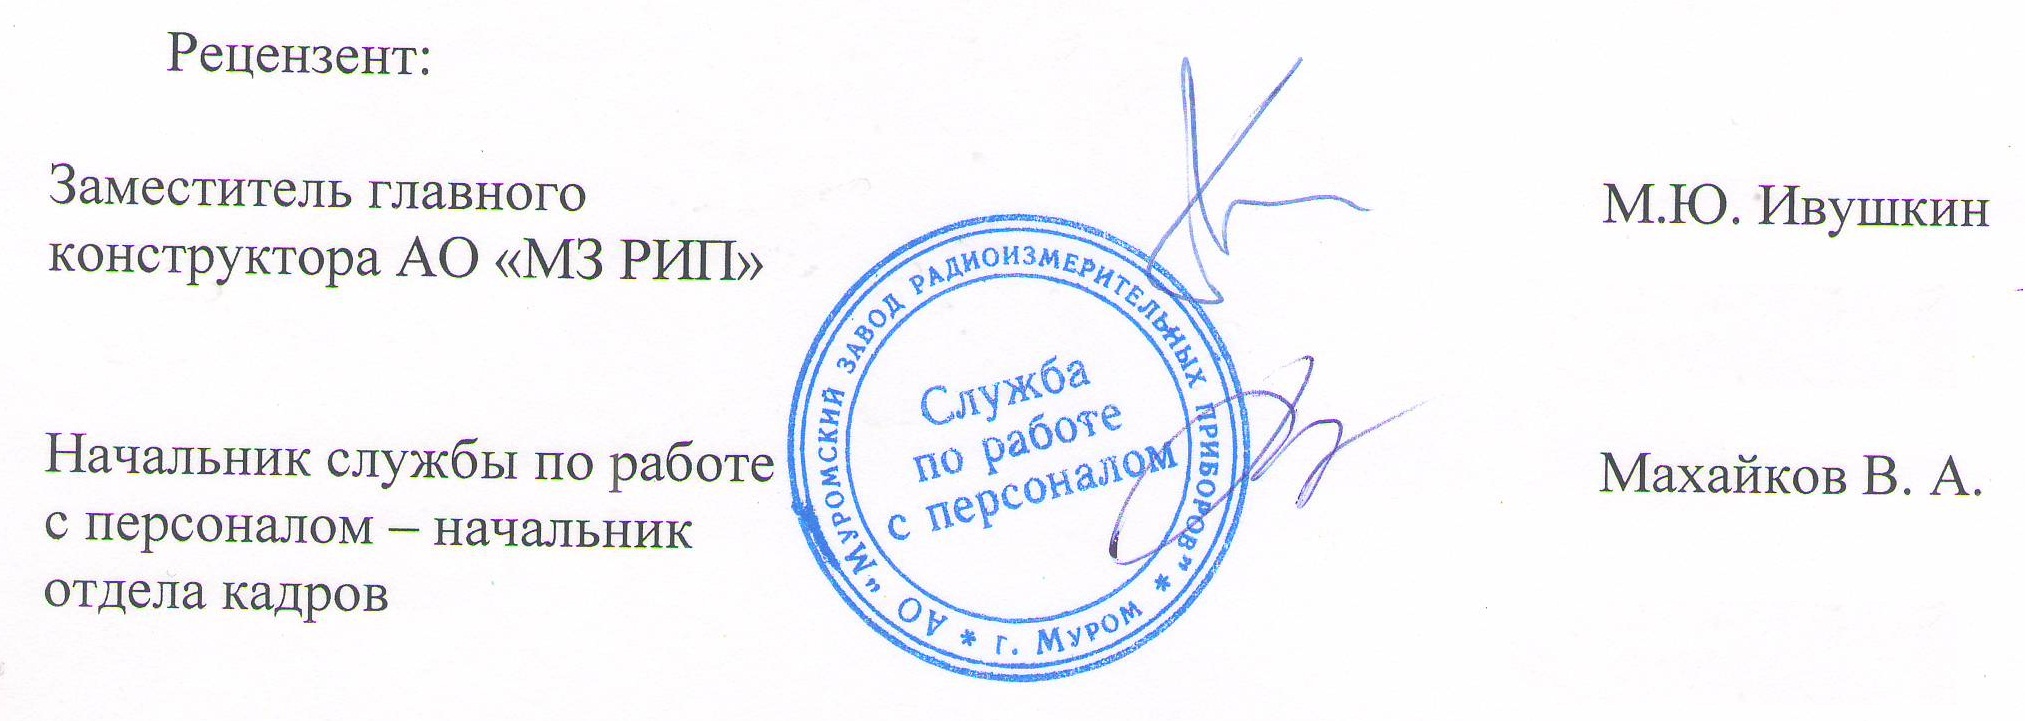 Рецензент:
Заместитель главного
конструктора АО «МЗ РИП»
М.Ю. Ивушкин
АО "МУРОМСКИЙ ЗАВОД РАДИОИЗМЕРИТЕЛЬНЫХ ПРИБОРОВ" * г. МУРОМ *
Служба
по работе
с персоналом
Начальник службы по работе
с персоналом – начальник
отдела кадров
Махайков В. А.